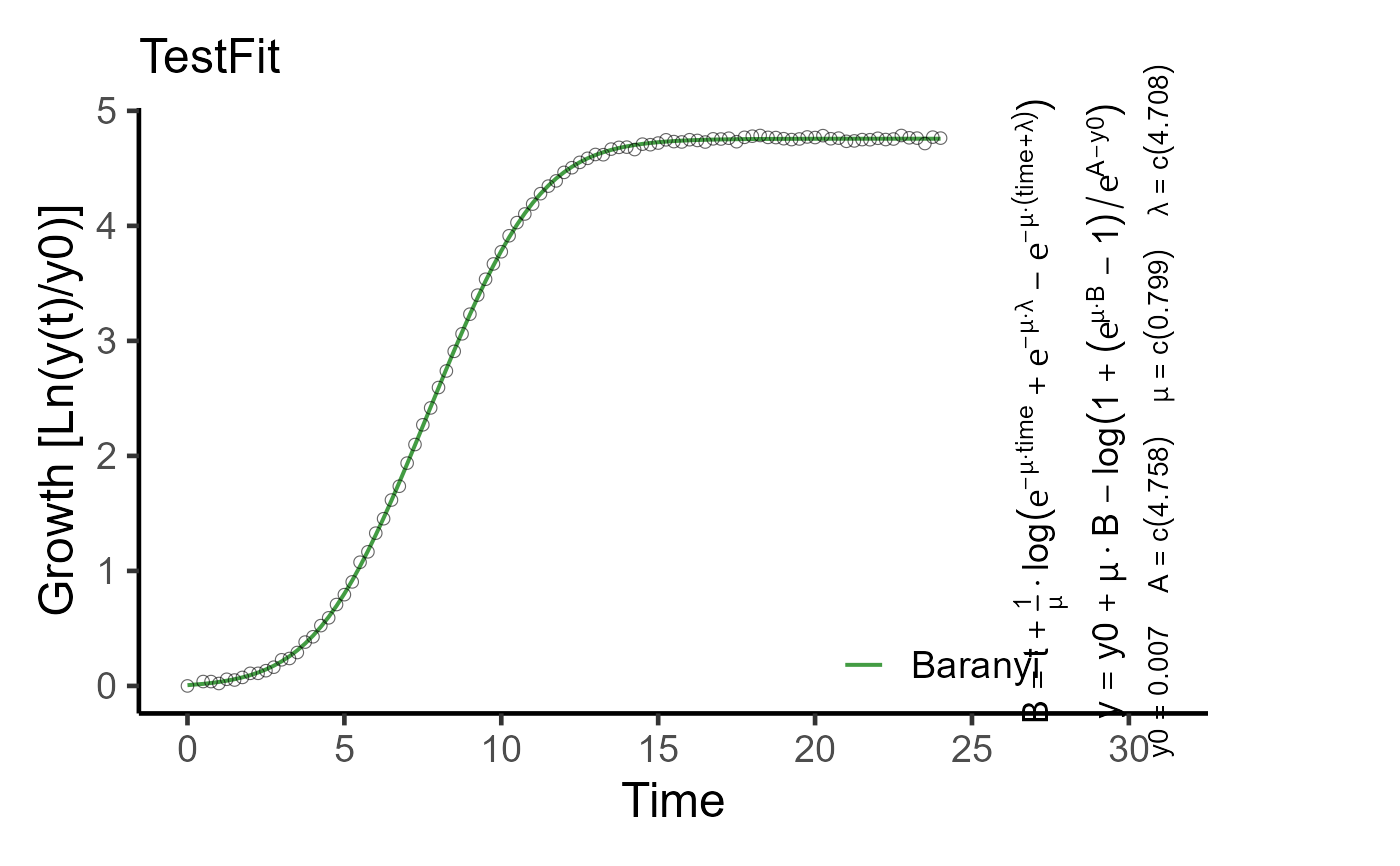 TestFit
Growth [Ln(y(t)/y0)]
5
4
3
2
1
0
0 5 10 15 20 25 30
Time
Baranyi
B = t + 1/μ · log(e^−μ·time + e^−μ·λ − e^−μ·(time+λ))
y = y0 + μ · B − log(1 + (e^μ·B − 1)/e^A−y0)
y0 = 0.007 A = c(4.758) μ = c(0.799) λ = c(4.708)